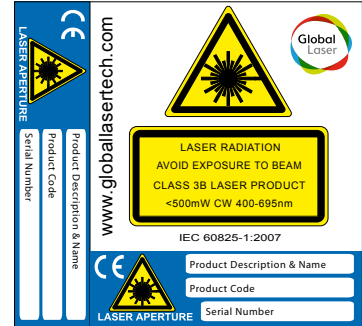 CE
LASER APERTURE
Product Description & Name
Product Code
Serial Number
www.globallasertech.com
Global
Laser
LASER RADIATION
AVOID EXPOSURE TO BEAM
CLASS 3B LASER PRODUCT
<500mW CW 400-695nm
IEC 60825-1:2007
CE
LASER APERTURE
Product Description & Name
Product Code
Serial Number